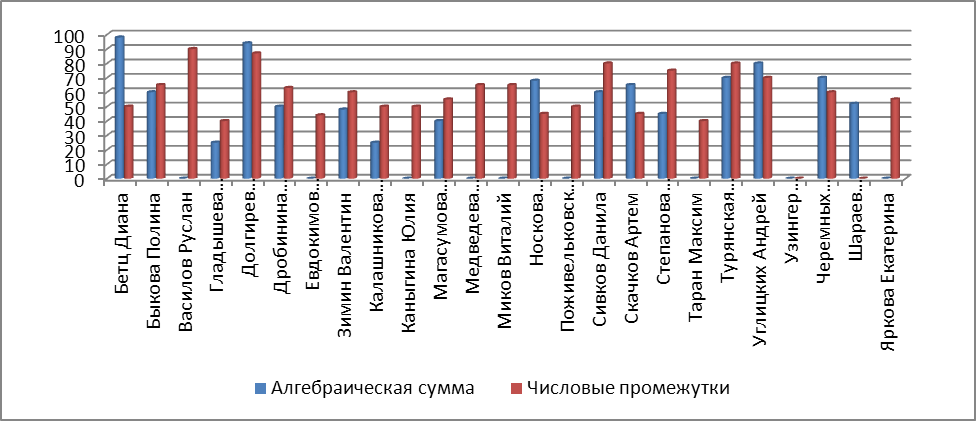 100
90
80
70
60
50
40
30
20
10
0
Бетц Диана
Быкова Полина
Василов Руслан
Гладышева…
Долгирев…
Дробинина…
Евдокимов…
Зимин Валентин
Калашникова…
Каныгина Юлия
Магасумова…
Медведева…
Миков Виталий
Носкова…
Поживельковск…
Сивков Данила
Скачков Артем
Степанова…
Таран Максим
Турянская…
Углицких Андрей
Узингер…
Черемных…
Шараев…
Яркова Екатерина
Алгебраическая сумма
Числовые промежутки